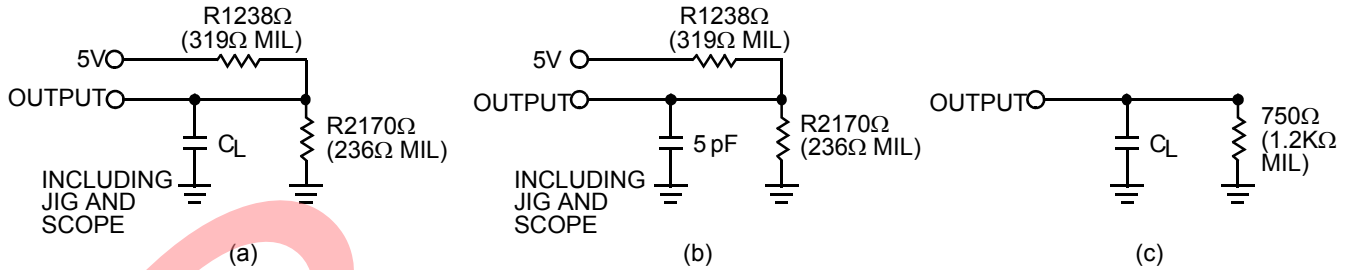 R1238Ω
(319Ω MIL)
5V
OUTPUT
R2170Ω
(236Ω MIL)
CL
INCLUDING
JIG AND
SCOPE
(a)
R1238Ω
(319Ω MIL)
5V
OUTPUT
R2170Ω
(236Ω MIL)
5 pF
INCLUDING
JIG AND
SCOPE
(b)
OUTPUT
CL
750Ω
(1.2KΩ
MIL)
(c)